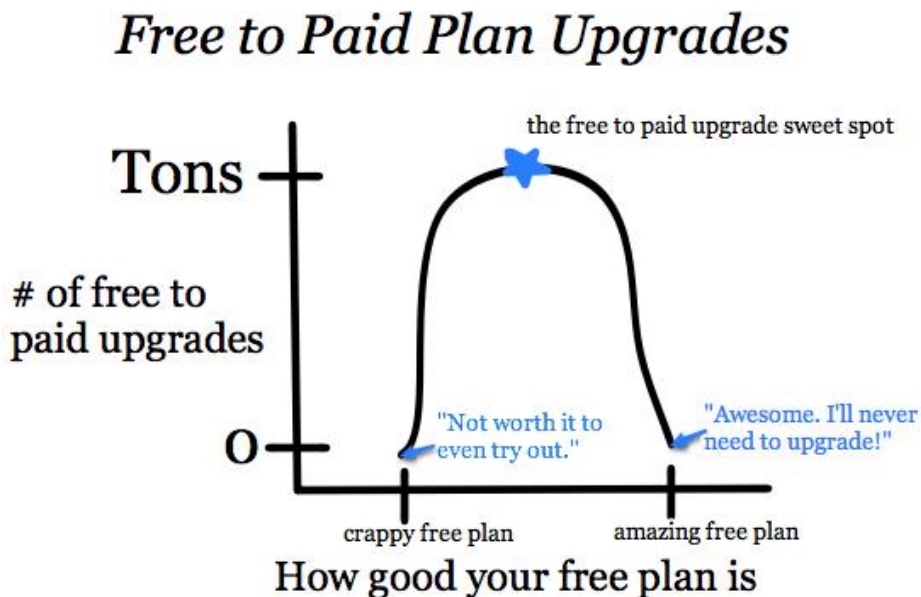 Free to Paid Plan Upgrades
the free to paid upgrade sweet spot
Tons
# of free to
paid upgrades
0
"Not worth it to
even try out."
"Awesome. I'll never
need to upgrade!"
crappy free plan
amazing free plan
How good your free plan is